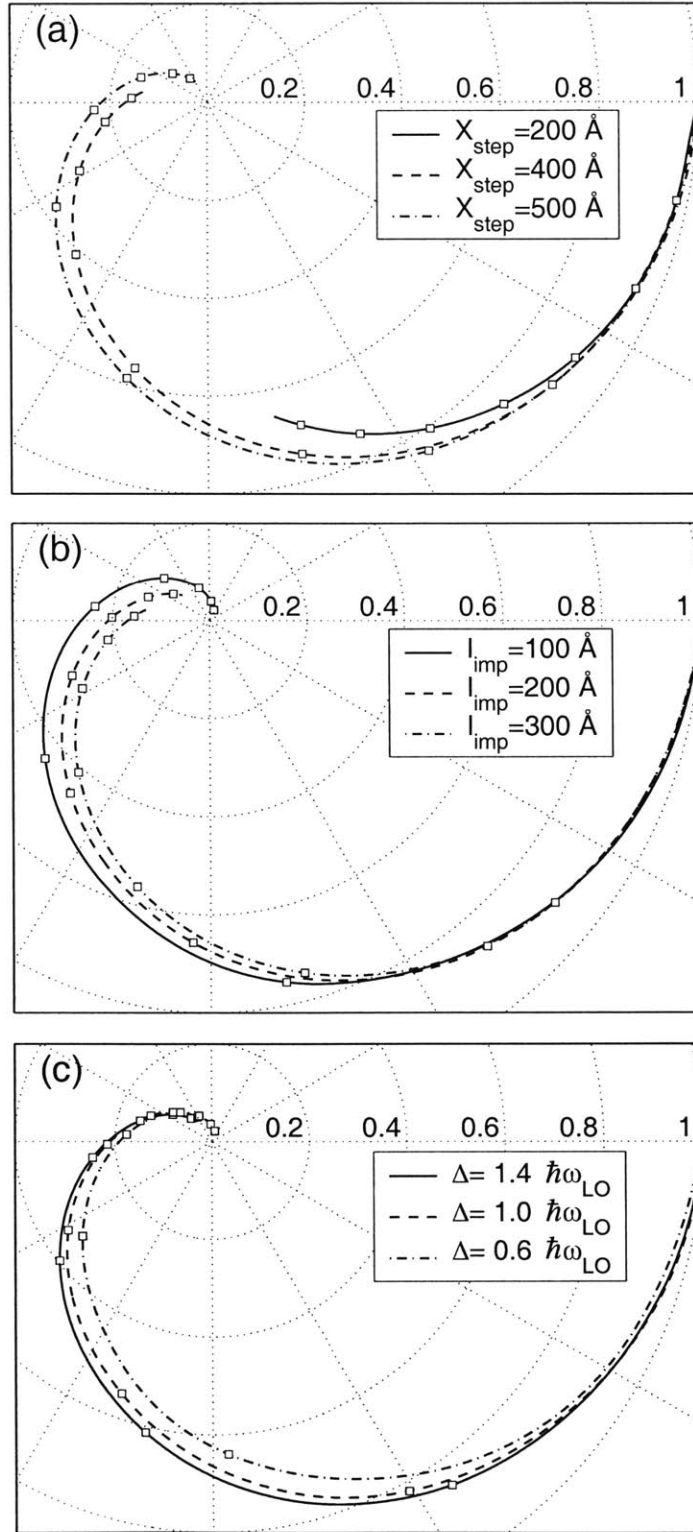 (a)
0.2 0.4 0.6 0.8 1
X_step=200 Å
X_step=400 Å
X_step=500 Å
(b)
0.2 0.4 0.6 0.8 1
l_imp=100 Å
l_imp=200 Å
l_imp=300 Å
(c)
0.2 0.4 0.6 0.8 1
Δ= 1.4 ℏω_LO
Δ= 1.0 ℏω_LO
Δ= 0.6 ℏω_LO